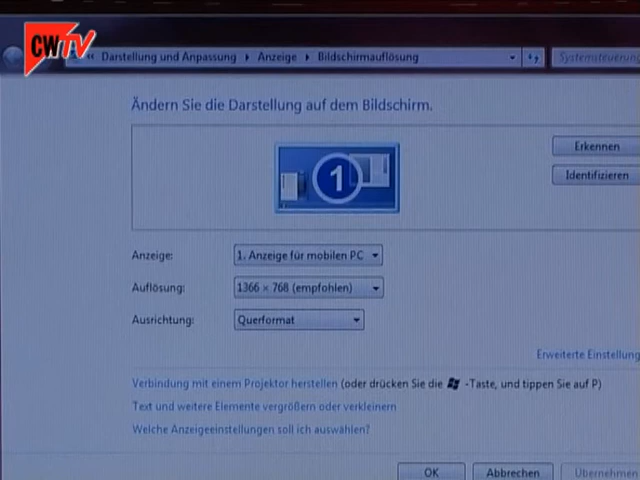 CWTV
« Darstellung und Anpassung ▸ Anzeige ▸ Bildschirmauflösung
Systemsteuerung
Ändern Sie die Darstellung auf dem Bildschirm.
1
Erkennen
Identifizieren
Anzeige: 1. Anzeige für mobilen PC
Auflösung: 1366 × 768 (empfohlen)
Ausrichtung: Querformat
Erweiterte Einstellung
Verbindung mit einem Projektor herstellen (oder drücken Sie die -Taste, und tippen Sie auf P)
Text und weitere Elemente vergrößern oder verkleinern
Welche Anzeigeeinstellungen soll ich auswählen?
OK Abbrechen Übernehmen